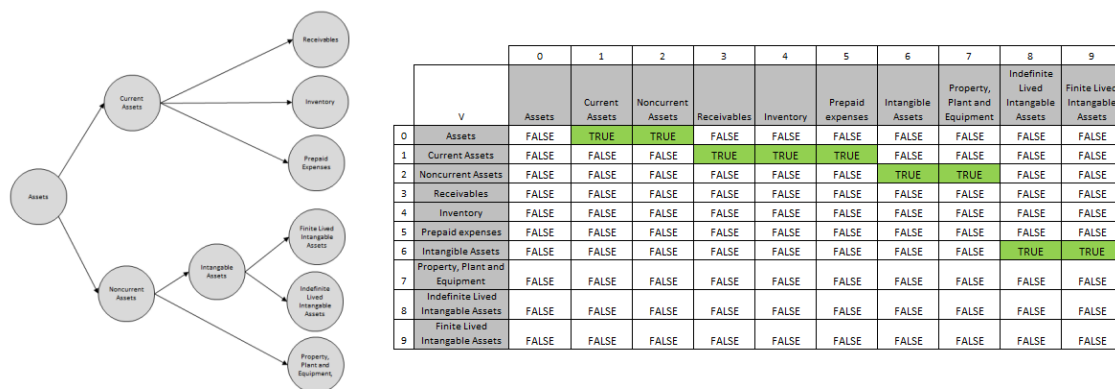 Receivables
Current
Assets
Inventory
Prepaid
Expenses
Assets
Finite Lived
Intangable
Assets
Intangable
Assets
Noncurrent
Assets
Indefinite
Lived
Intangable
Assets
Property,
Plant and
Equipment,
0 1 2 3 4 5 6 7 8 9
V Assets Current Assets Noncurrent Assets Receivables Inventory Prepaid expenses Intangible Assets Property, Plant and Equipment Indefinite Lived Intangable Assets Finite Lived Intangable Assets
0 Assets FALSE TRUE TRUE FALSE FALSE FALSE FALSE FALSE FALSE FALSE
1 Current Assets FALSE FALSE FALSE TRUE TRUE TRUE FALSE FALSE FALSE FALSE
2 Noncurrent Assets FALSE FALSE FALSE FALSE FALSE FALSE TRUE TRUE FALSE FALSE
3 Receivables FALSE FALSE FALSE FALSE FALSE FALSE FALSE FALSE FALSE FALSE
4 Inventory FALSE FALSE FALSE FALSE FALSE FALSE FALSE FALSE FALSE FALSE
5 Prepaid expenses FALSE FALSE FALSE FALSE FALSE FALSE FALSE FALSE FALSE FALSE
6 Intangible Assets FALSE FALSE FALSE FALSE FALSE FALSE FALSE FALSE TRUE TRUE
7 Property, Plant and Equipment FALSE FALSE FALSE FALSE FALSE FALSE FALSE FALSE FALSE FALSE
8 Indefinite Lived Intangable Assets FALSE FALSE FALSE FALSE FALSE FALSE FALSE FALSE FALSE FALSE
9 Finite Lived Intangable Assets FALSE FALSE FALSE FALSE FALSE FALSE FALSE FALSE FALSE FALSE